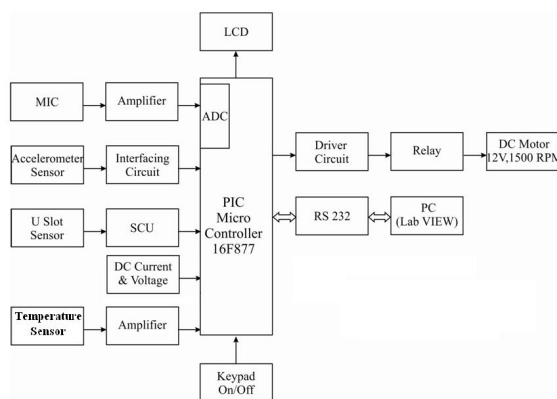 LCD
MIC
Amplifier
ADC
Accelerometer
Sensor
Interfacing
Circuit
Driver
Circuit
Relay
DC Motor
12V,1500 RPM
PIC
Micro
Controller
16F877
U Slot
Sensor
SCU
RS 232
PC
(Lab VIEW)
DC Current
& Voltage
Temperature
Sensor
Amplifier
Keypad
On/Off